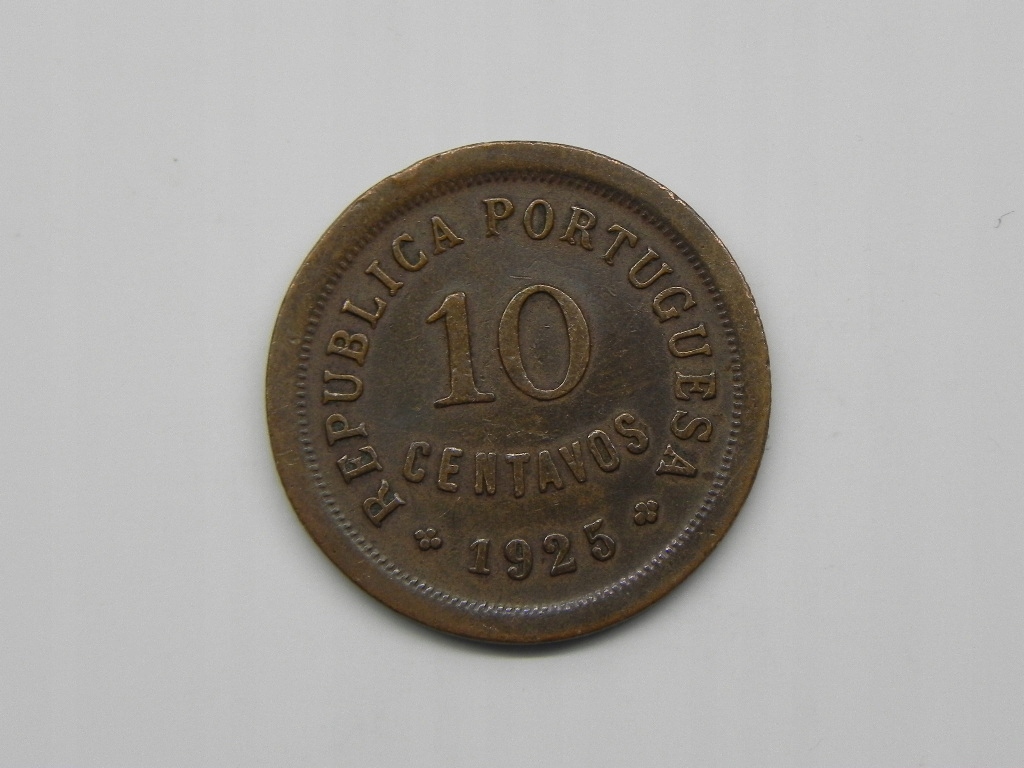 REPUBLICA PORTUGUESA
10
CENTAVOS
1925